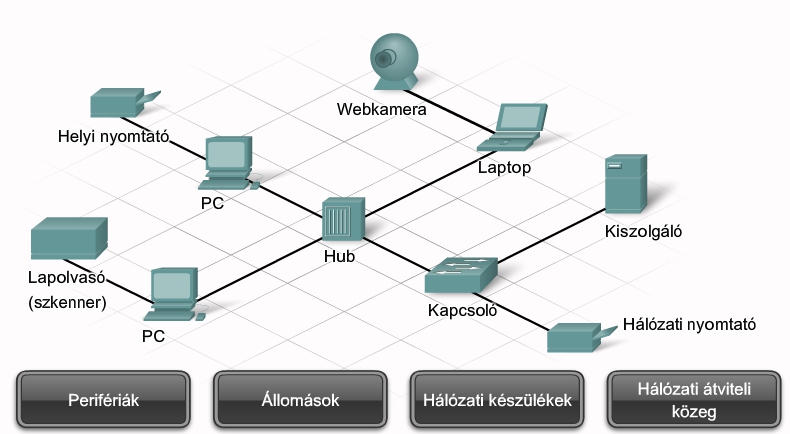 Webkamera
Helyi nyomtató
Laptop
PC
Kiszolgáló
Hub
Lapolvasó
(szkenner)
Kapcsoló
Hálózati nyomtató
PC
Perifériák
Állomások
Hálózati készülékek
Hálózati átviteli
közeg